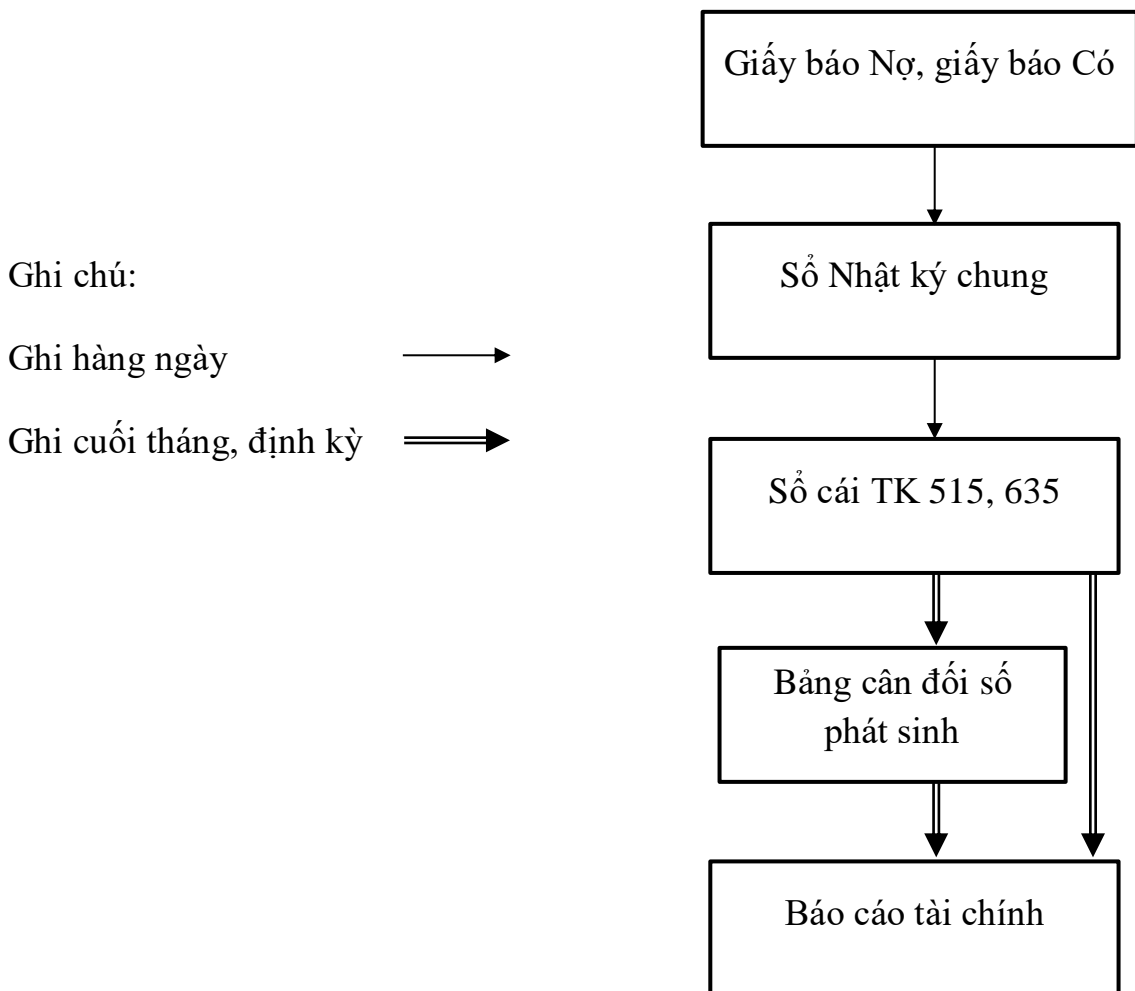 Giấy báo Nợ, giấy báo Có
Sổ Nhật ký chung
Ghi chú:
Ghi hàng ngày
Ghi cuối tháng, định kỳ
Sổ cái TK 515, 635
Bảng cân đối số
phát sinh
Báo cáo tài chính